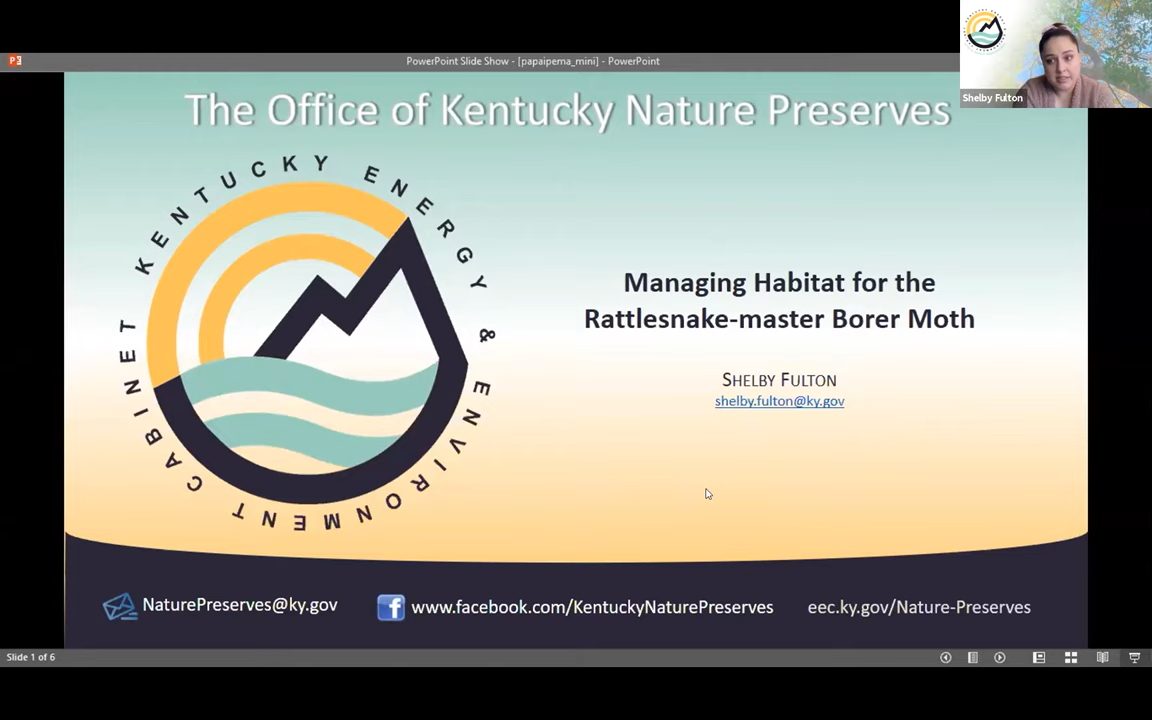 PowerPoint Slide Show - [papaipema_mini] - PowerPoint
Shelby Fulton
The Office of Kentucky Nature Preserves
KENTUCKY ENERGY & ENVIRONMENT CABINET
Managing Habitat for the
Rattlesnake-master Borer Moth
SHELBY FULTON
shelby.fulton@ky.gov
NaturePreserves@ky.gov
www.facebook.com/KentuckyNaturePreserves
eec.ky.gov/Nature-Preserves
Slide 1 of 6